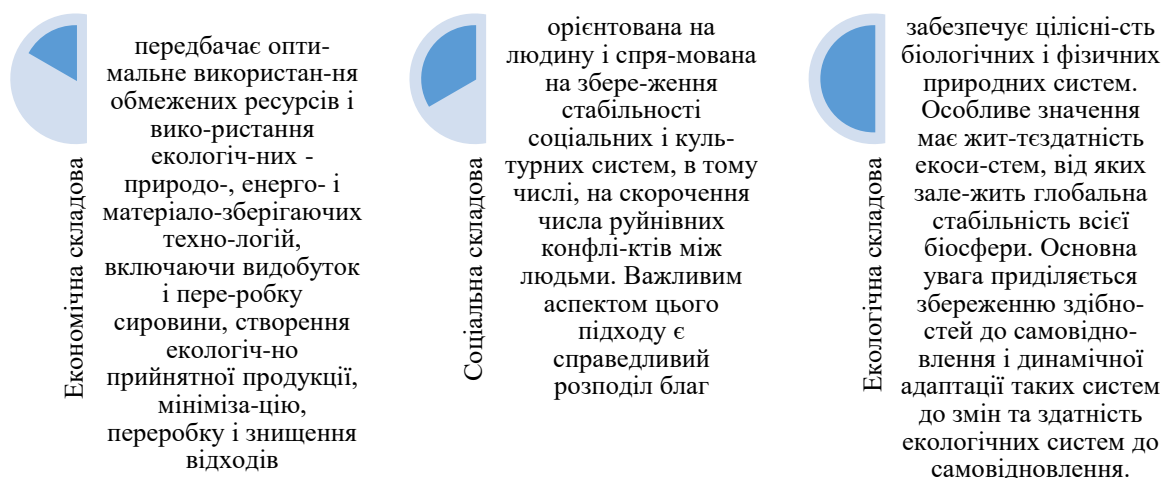 Економічна складова
передбачає опти-
мальне використан-ня
обмежених ресурсів і
вико-ристання
екологіч-них -
природо-, енерго- і
матеріало-зберігаючих
техно-логій,
включаючи видобуток
і пере-робку
сировини, створення
екологіч-но
прийнятної продукції,
мініміза-цію,
переробку і знищення
відходів
Соціальна складова
орієнтована на
людину і спря-мована
на збере-ження
стабільності
соціальних і куль-
турних систем, в тому
числі, на скорочення
числа руйнівних
конфлі-ктів між
людьми. Важливим
аспектом цього
підходу є
справедливий
розподіл благ
Екологічна складова
забезпечує цілісні-сть
біологічних і фізичних
природних систем.
Особливе значення
має жит-тєздатність
екоси-стем, від яких
зале-жить глобальна
стабільність всієї
біосфери. Основна
увага приділяється
збереженню здібно-
стей до самовідно-
влення і динамічної
адаптації таких систем
до змін та здатність
екологічних систем до
самовідновлення.